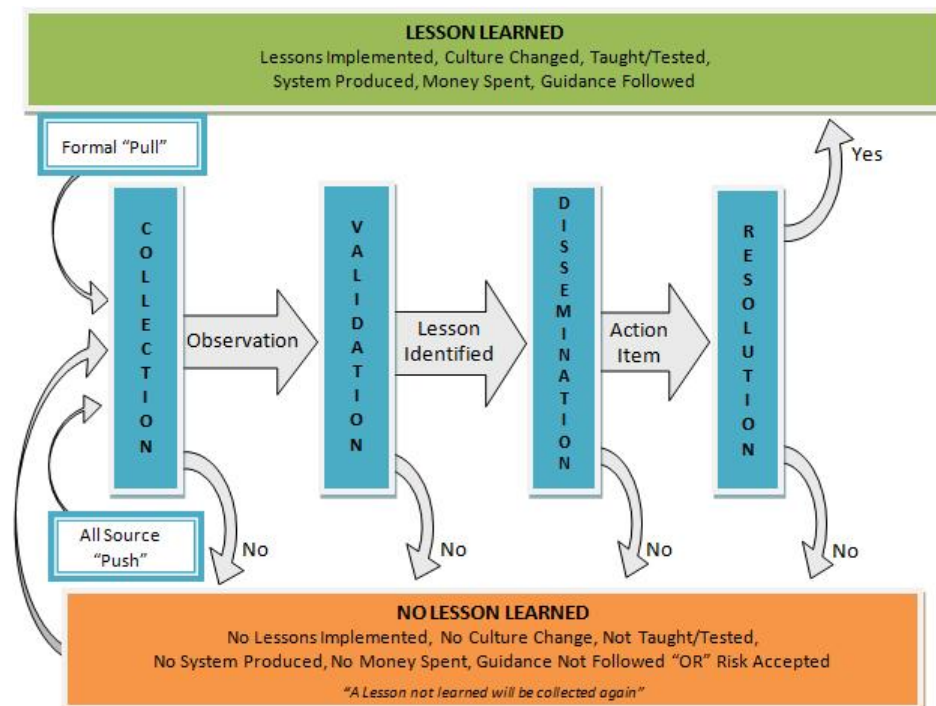 LESSON LEARNED
Lessons Implemented, Culture Changed, Taught/Tested,
System Produced, Money Spent, Guidance Followed
Formal “Pull”
Yes
COLLECTION
Observation
VALIDATION
Lesson
Identified
DISSEMINATION
Action
Item
RESOLUTION
All Source
“Push”
No
No
No
No
NO LESSON LEARNED
No Lessons Implemented, No Culture Change, Not Taught/Tested,
No System Produced, No Money Spent, Guidance Not Followed “OR” Risk Accepted
“A Lesson not learned will be collected again”